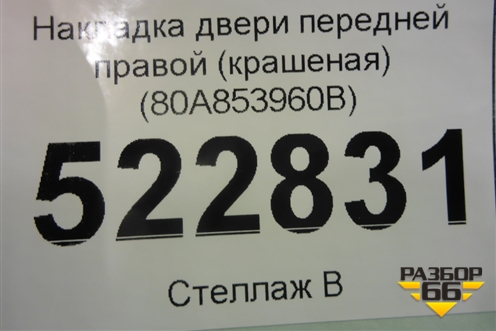 Накладка двери передней
правой (крашеная)
(80A853960B)
522831
Стеллаж В
РАЗБОР
66